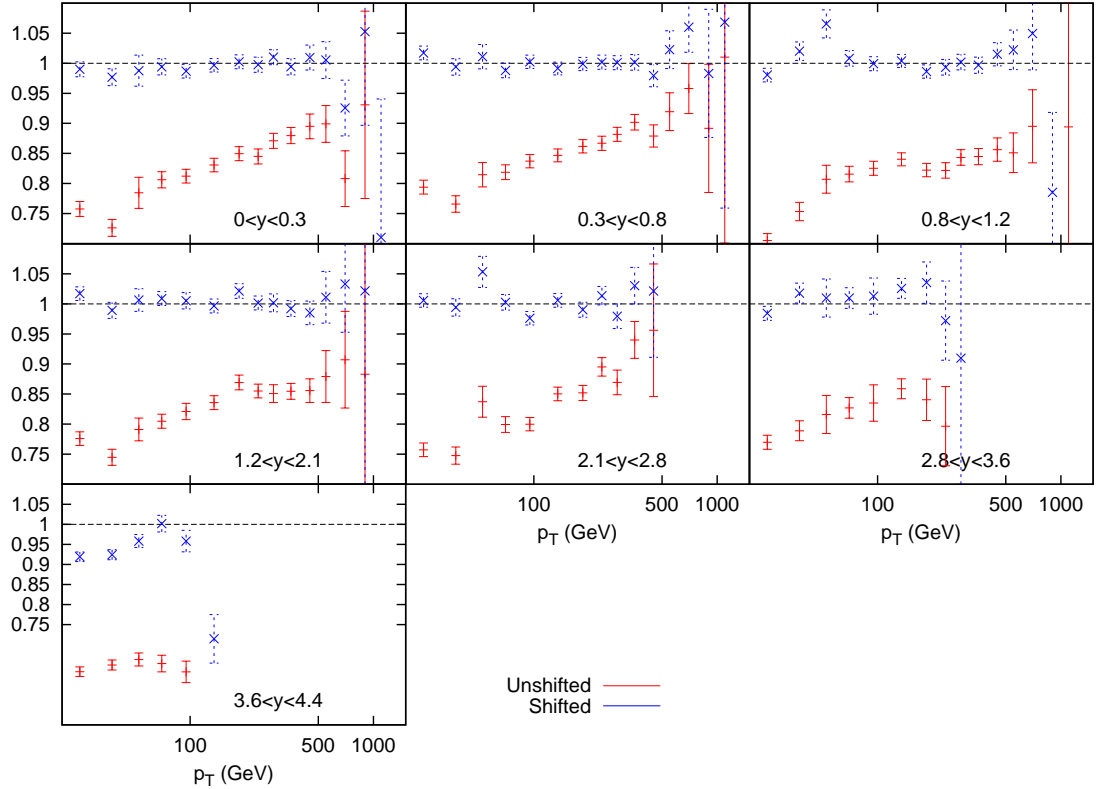 1.05
1
0.95
0.9
0.85
0.8
0.75
0<y<0.3
0.3<y<0.8
0.8<y<1.2
1.05
1
0.95
0.9
0.85
0.8
0.75
1.2<y<2.1
2.1<y<2.8
2.8<y<3.6
100 500 1000
100 500 1000
p_T (GeV)
p_T (GeV)
1.05
1
0.95
0.9
0.85
0.8
0.75
3.6<y<4.4
100 500 1000
p_T (GeV)
Unshifted
Shifted